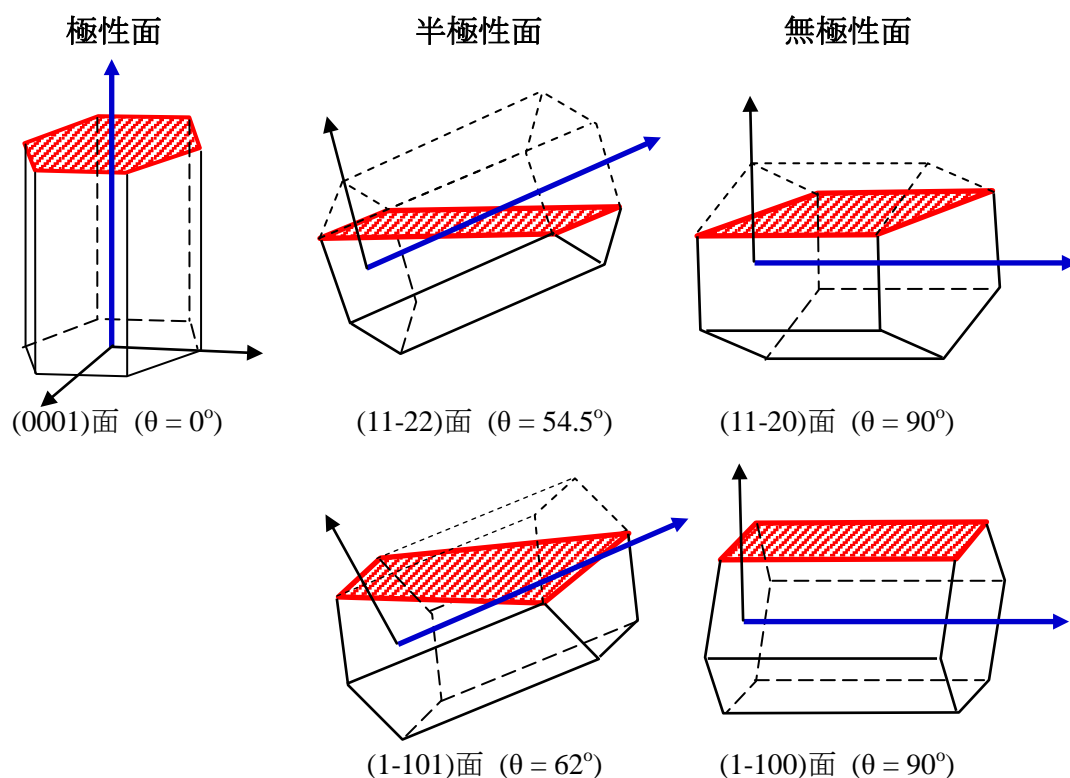 極性面
半極性面
無極性面
(0001)面 (θ = 0º)
(11-22)面 (θ = 54.5º)
(11-20)面 (θ = 90º)
(1-101)面 (θ = 62º)
(1-100)面 (θ = 90º)